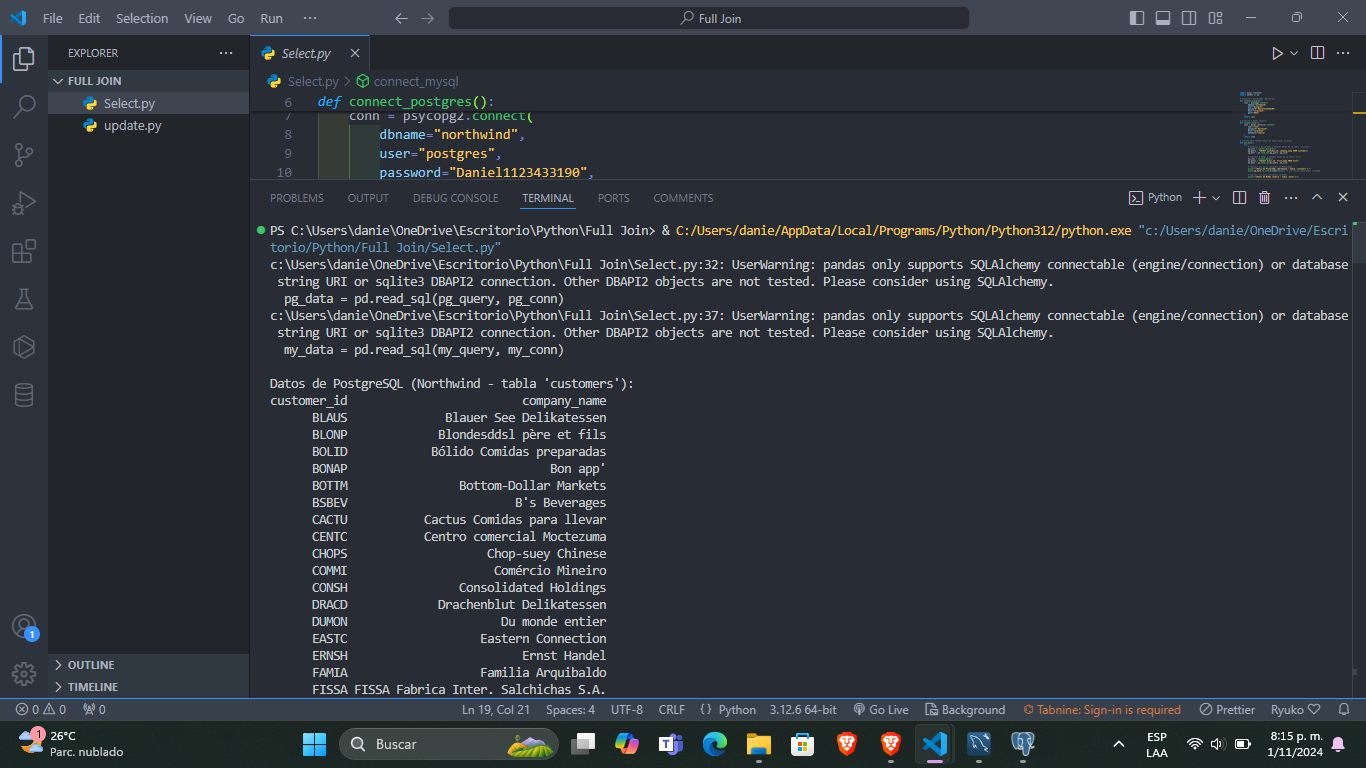 File Edit Selection View Go Run ··· Full Join
EXPLORER ···
FULL JOIN
Select.py
update.py
OUTLINE
TIMELINE
Select.py
Select.py > connect_mysql
6 def connect_postgres():
7 conn = psycopg2.connect(
8 dbname="northwind",
9 user="postgres",
10 password="Daniel1123433190",
PROBLEMS OUTPUT DEBUG CONSOLE TERMINAL PORTS COMMENTS Python
PS C:\Users\danie\OneDrive\Escritorio\Python\Full Join> & C:/Users/danie/AppData/Local/Programs/Python/Python312/python.exe "c:/Users/danie/OneDrive/Escri
torio/Python/Full Join/Select.py"
c:\Users\danie\OneDrive\Escritorio\Python\Full Join\Select.py:32: UserWarning: pandas only supports SQLAlchemy connectable (engine/connection) or database
string URI or sqlite3 DBAPI2 connection. Other DBAPI2 objects are not tested. Please consider using SQLAlchemy.
pg_data = pd.read_sql(pg_query, pg_conn)
c:\Users\danie\OneDrive\Escritorio\Python\Full Join\Select.py:37: UserWarning: pandas only supports SQLAlchemy connectable (engine/connection) or database
string URI or sqlite3 DBAPI2 connection. Other DBAPI2 objects are not tested. Please consider using SQLAlchemy.
my_data = pd.read_sql(my_query, my_conn)
Datos de PostgreSQL (Northwind - tabla 'customers'):
customer_id company_name
BLAUS Blauer See Delikatessen
BLONP Blondesddsl père et fils
BOLID Bólido Comidas preparadas
BONAP Bon app'
BOTTM Bottom-Dollar Markets
BSBEV B's Beverages
CACTU Cactus Comidas para llevar
CENTC Centro comercial Moctezuma
CHOPS Chop-suey Chinese
COMMI Comércio Mineiro
CONSH Consolidated Holdings
DRACD Drachenblut Delikatessen
DUMON Du monde entier
EASTC Eastern Connection
ERNSH Ernst Handel
FAMIA Familia Arquibaldo
FISSA FISSA Fabrica Inter. Salchichas S.A.
1
0 0 0 Ln 19, Col 21 Spaces: 4 UTF-8 CRLF {} Python 3.12.6 64-bit Go Live Background Tabnine: Sign-in is required Prettier Ryuko♡
1
26°C
Parc. nublado
Buscar
ESP
LAA
8:15 p. m.
1/11/2024